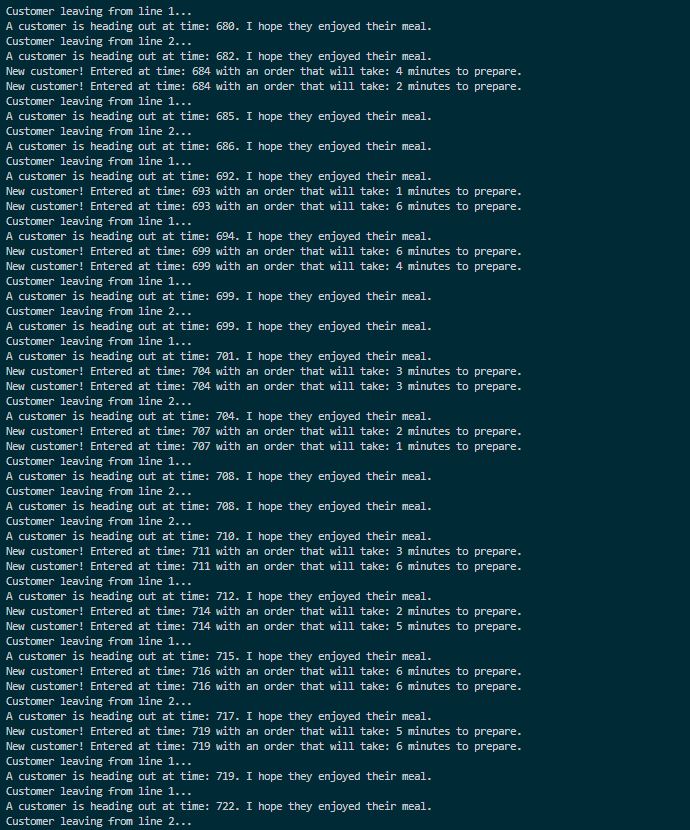 Customer leaving from line 1...
A customer is heading out at time: 680. I hope they enjoyed their meal.
Customer leaving from line 2...
A customer is heading out at time: 682. I hope they enjoyed their meal.
New customer! Entered at time: 684 with an order that will take: 4 minutes to prepare.
New customer! Entered at time: 684 with an order that will take: 2 minutes to prepare.
Customer leaving from line 1...
A customer is heading out at time: 685. I hope they enjoyed their meal.
Customer leaving from line 2...
A customer is heading out at time: 686. I hope they enjoyed their meal.
Customer leaving from line 1...
A customer is heading out at time: 692. I hope they enjoyed their meal.
New customer! Entered at time: 693 with an order that will take: 1 minutes to prepare.
New customer! Entered at time: 693 with an order that will take: 6 minutes to prepare.
Customer leaving from line 1...
A customer is heading out at time: 694. I hope they enjoyed their meal.
New customer! Entered at time: 699 with an order that will take: 6 minutes to prepare.
New customer! Entered at time: 699 with an order that will take: 4 minutes to prepare.
Customer leaving from line 1...
A customer is heading out at time: 699. I hope they enjoyed their meal.
Customer leaving from line 2...
A customer is heading out at time: 699. I hope they enjoyed their meal.
Customer leaving from line 1...
A customer is heading out at time: 701. I hope they enjoyed their meal.
New customer! Entered at time: 704 with an order that will take: 3 minutes to prepare.
New customer! Entered at time: 704 with an order that will take: 3 minutes to prepare.
Customer leaving from line 2...
A customer is heading out at time: 704. I hope they enjoyed their meal.
New customer! Entered at time: 707 with an order that will take: 2 minutes to prepare.
New customer! Entered at time: 707 with an order that will take: 1 minutes to prepare.
Customer leaving from line 1...
A customer is heading out at time: 708. I hope they enjoyed their meal.
Customer leaving from line 2...
A customer is heading out at time: 708. I hope they enjoyed their meal.
Customer leaving from line 2...
A customer is heading out at time: 710. I hope they enjoyed their meal.
New customer! Entered at time: 711 with an order that will take: 3 minutes to prepare.
New customer! Entered at time: 711 with an order that will take: 6 minutes to prepare.
Customer leaving from line 1...
A customer is heading out at time: 712. I hope they enjoyed their meal.
New customer! Entered at time: 714 with an order that will take: 2 minutes to prepare.
New customer! Entered at time: 714 with an order that will take: 5 minutes to prepare.
Customer leaving from line 1...
A customer is heading out at time: 715. I hope they enjoyed their meal.
New customer! Entered at time: 716 with an order that will take: 6 minutes to prepare.
New customer! Entered at time: 716 with an order that will take: 6 minutes to prepare.
Customer leaving from line 2...
A customer is heading out at time: 717. I hope they enjoyed their meal.
New customer! Entered at time: 719 with an order that will take: 5 minutes to prepare.
New customer! Entered at time: 719 with an order that will take: 6 minutes to prepare.
Customer leaving from line 1...
A customer is heading out at time: 719. I hope they enjoyed their meal.
Customer leaving from line 1...
A customer is heading out at time: 722. I hope they enjoyed their meal.
Customer leaving from line 2...